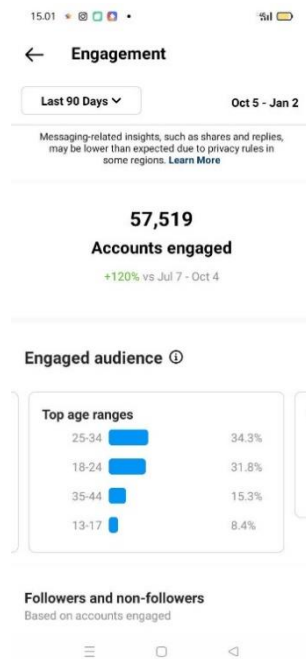 15.01
Engagement
Last 90 Days
Oct 5 - Jan 2
Messaging-related insights, such as shares and replies,
may be lower than expected due to privacy rules in
some regions. Learn More
57,519
Accounts engaged
+120% vs Jul 7 - Oct 4
Engaged audience
Top age ranges
25-34 34.3%
18-24 31.8%
35-44 15.3%
13-17 8.4%
Followers and non-followers
Based on accounts engaged